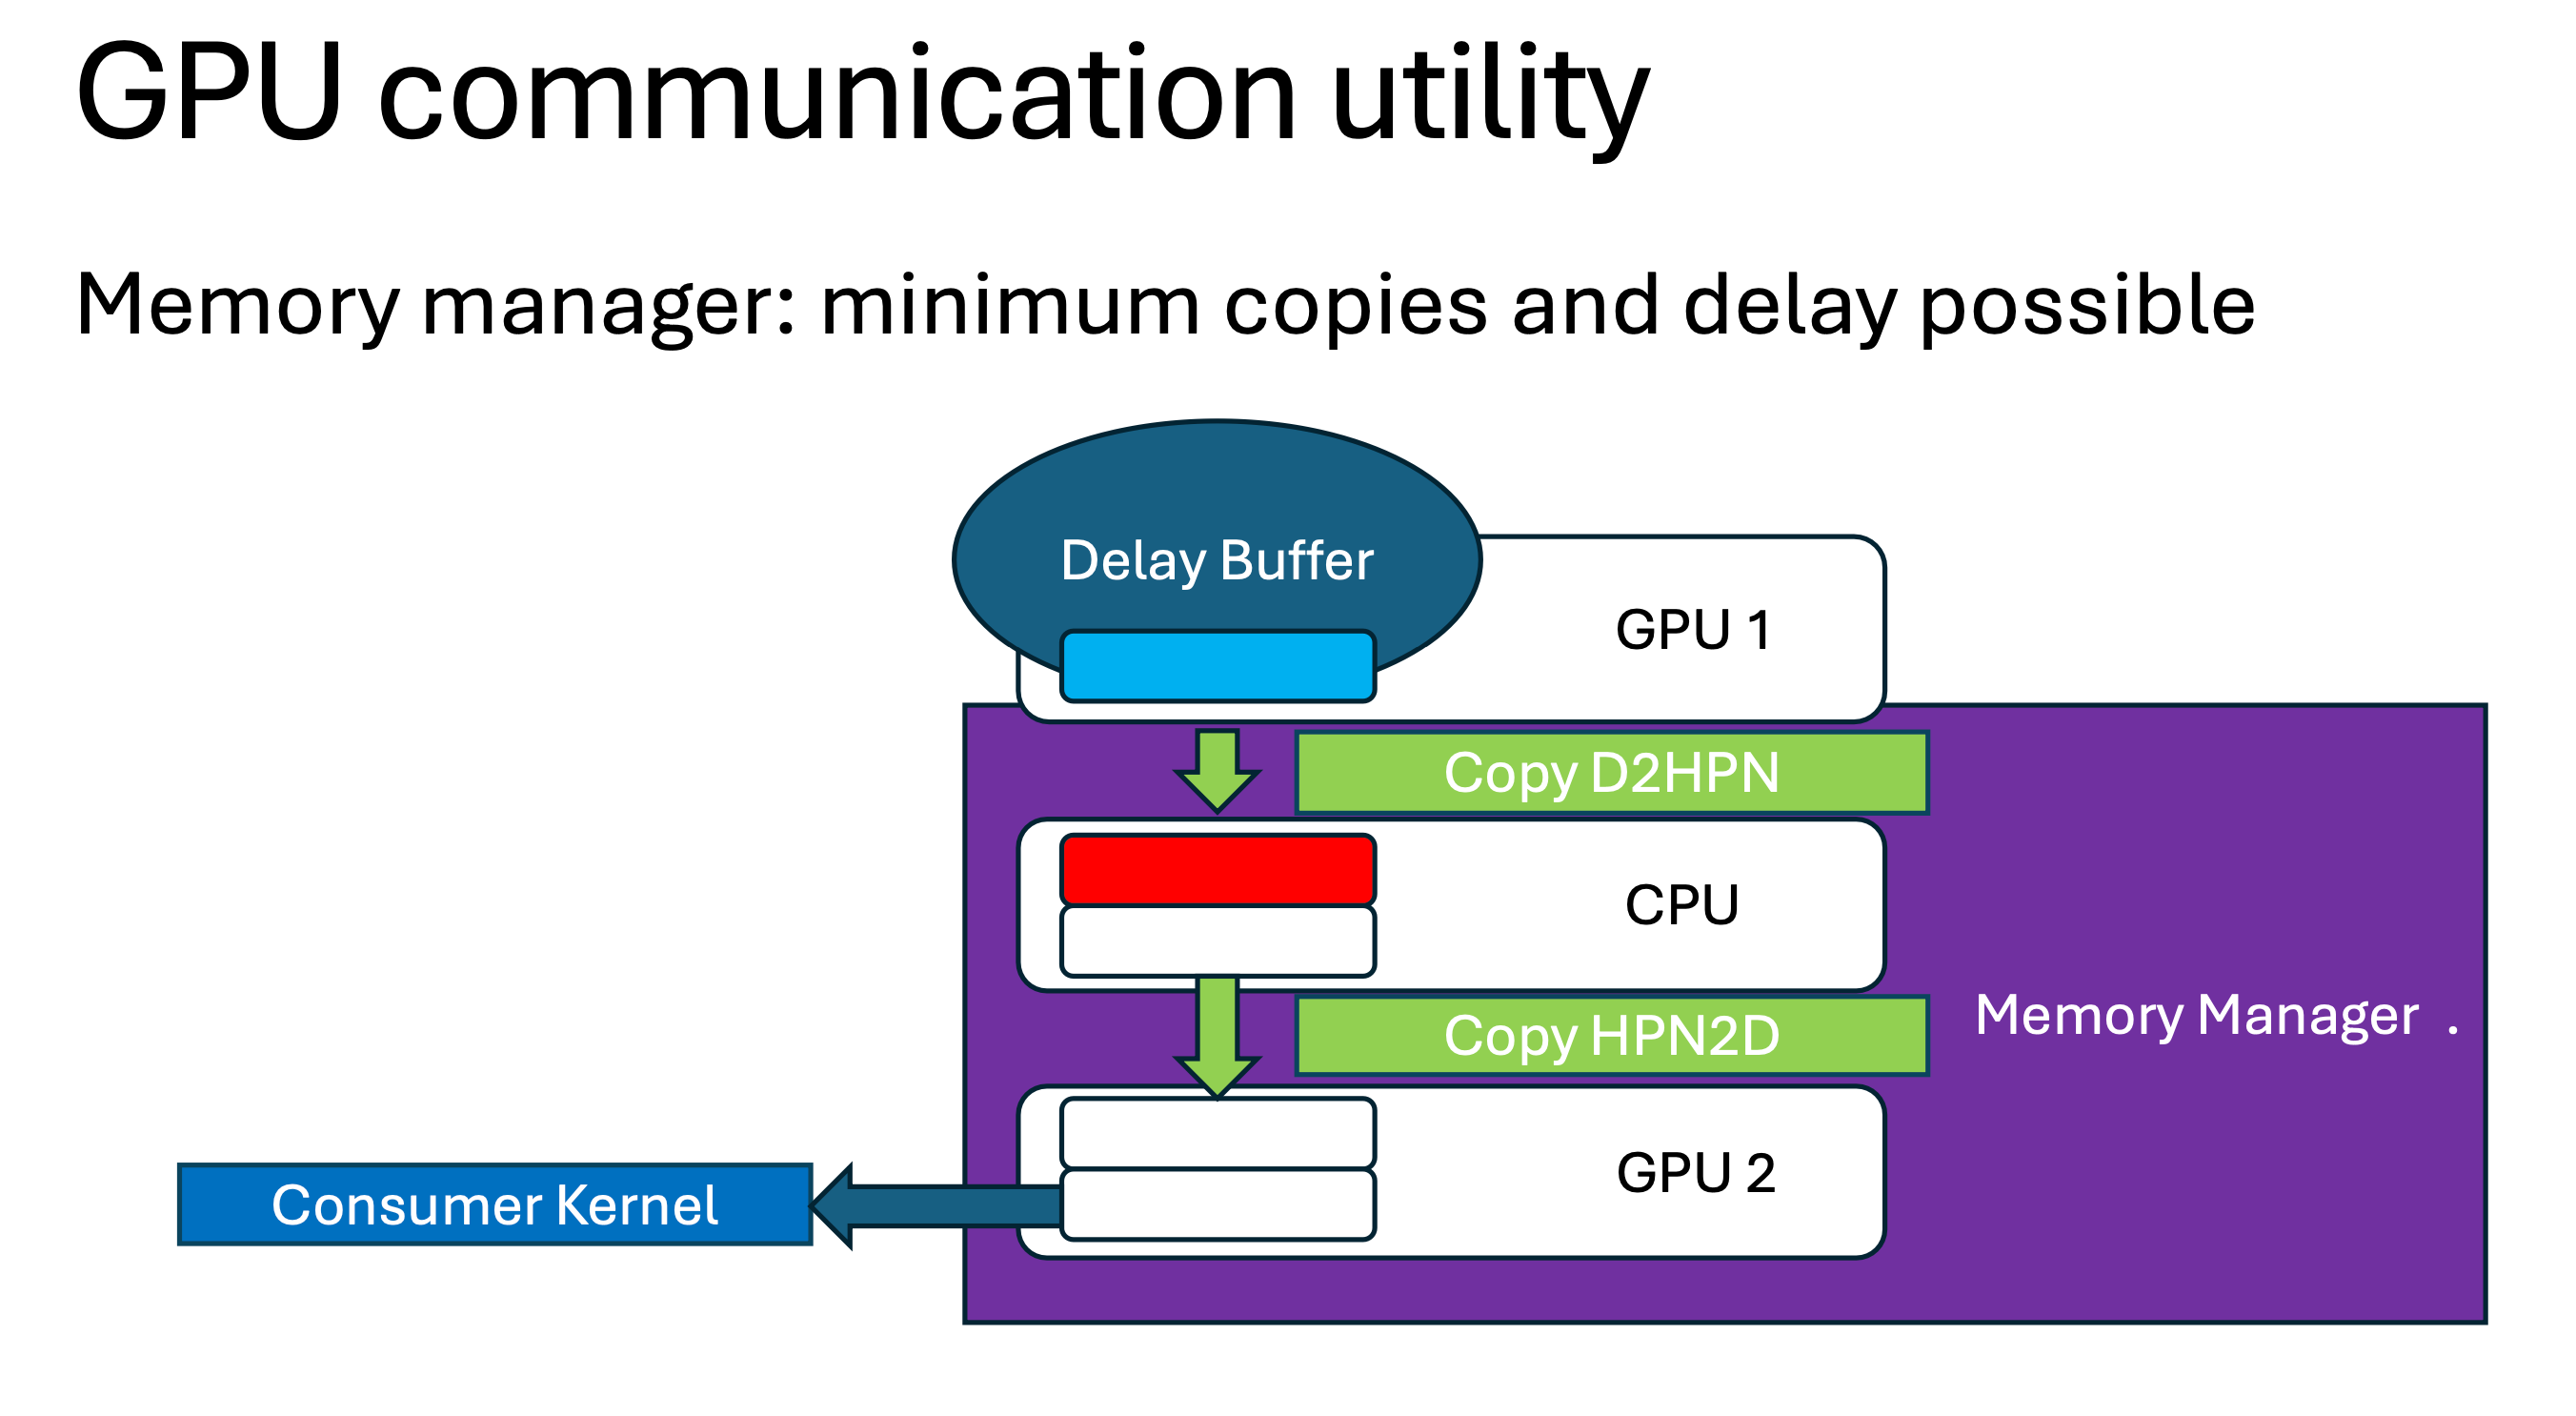 GPU communication utility
Memory manager: minimum copies and delay possible
Delay Buffer
GPU 1
Copy D2HPN
CPU
Copy HPN2D
Memory Manager .
GPU 2
Consumer Kernel